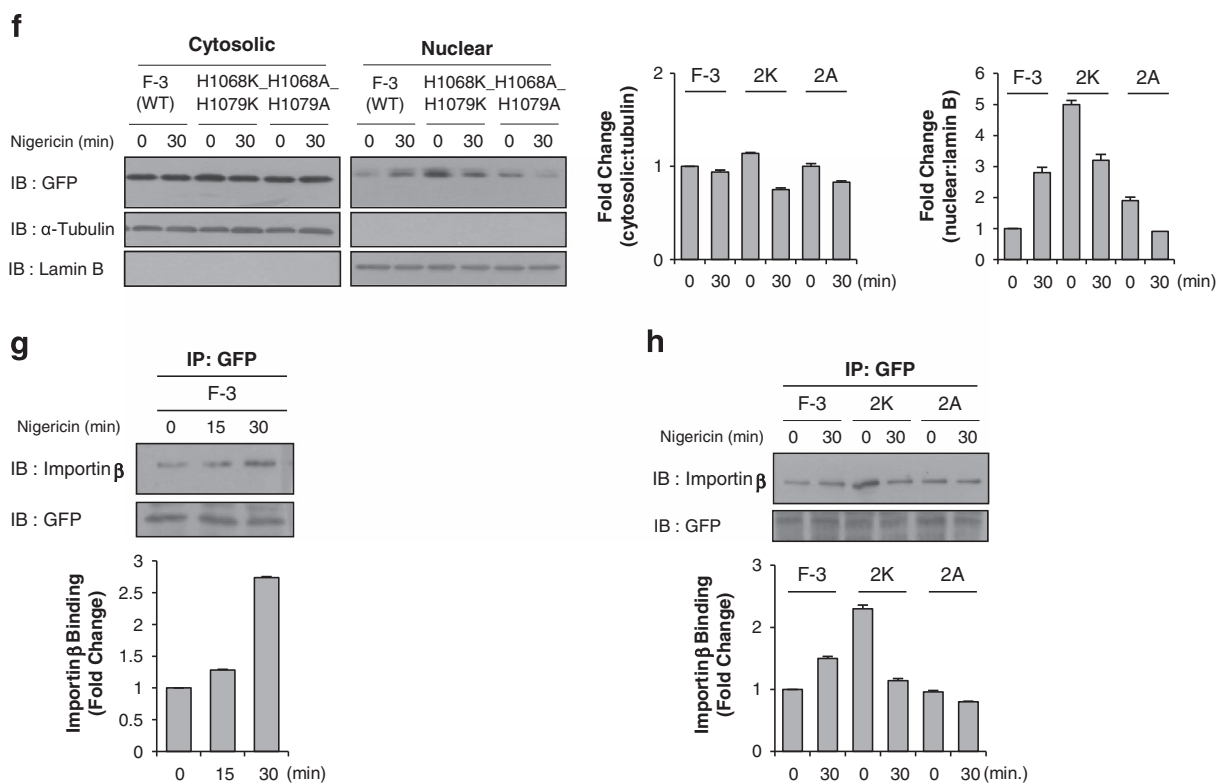 f
Cytosolic
Nuclear
F-3 (WT)
H1068K_ H1079K
H1068A_ H1079A
F-3 (WT)
H1068K_ H1079K
H1068A_ H1079A
Nigericin (min)
0 30 0 30 0 30
0 30 0 30 0 30
IB : GFP
IB : α-Tubulin
IB : Lamin B
Fold Change
(cytosolic:tubulin)
2
1
0
F-3 2K 2A
0 30 0 30 0 30 (min)
Fold Change
(nuclear:lamin B)
6
5
4
3
2
1
0
F-3 2K 2A
0 30 0 30 0 30 (min)
g
IP: GFP
F-3
Nigericin (min) 0 15 30
IB : Importin β
IB : GFP
Importin β Binding
(Fold Change)
3
2.5
2
1.5
1
0.5
0
0 15 30 (min)
h
IP: GFP
F-3 2K 2A
Nigericin (min) 0 30 0 30 0 30
IB : Importin β
IB : GFP
Importin β Binding
(Fold Change)
3
2
1
0
F-3 2K 2A
0 30 0 30 0 30 (min.)